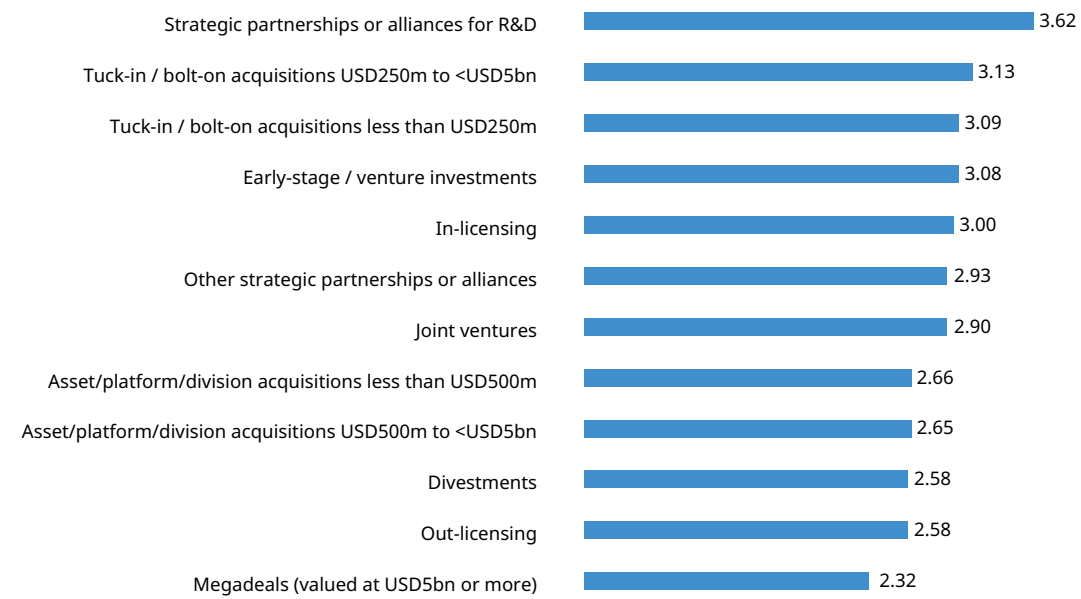 Strategic partnerships or alliances for R&D 3.62
Tuck-in / bolt-on acquisitions USD250m to <USD5bn 3.13
Tuck-in / bolt-on acquisitions less than USD250m 3.09
Early-stage / venture investments 3.08
In-licensing 3.00
Other strategic partnerships or alliances 2.93
Joint ventures 2.90
Asset/platform/division acquisitions less than USD500m 2.66
Asset/platform/division acquisitions USD500m to <USD5bn 2.65
Divestments 2.58
Out-licensing 2.58
Megadeals (valued at USD5bn or more) 2.32